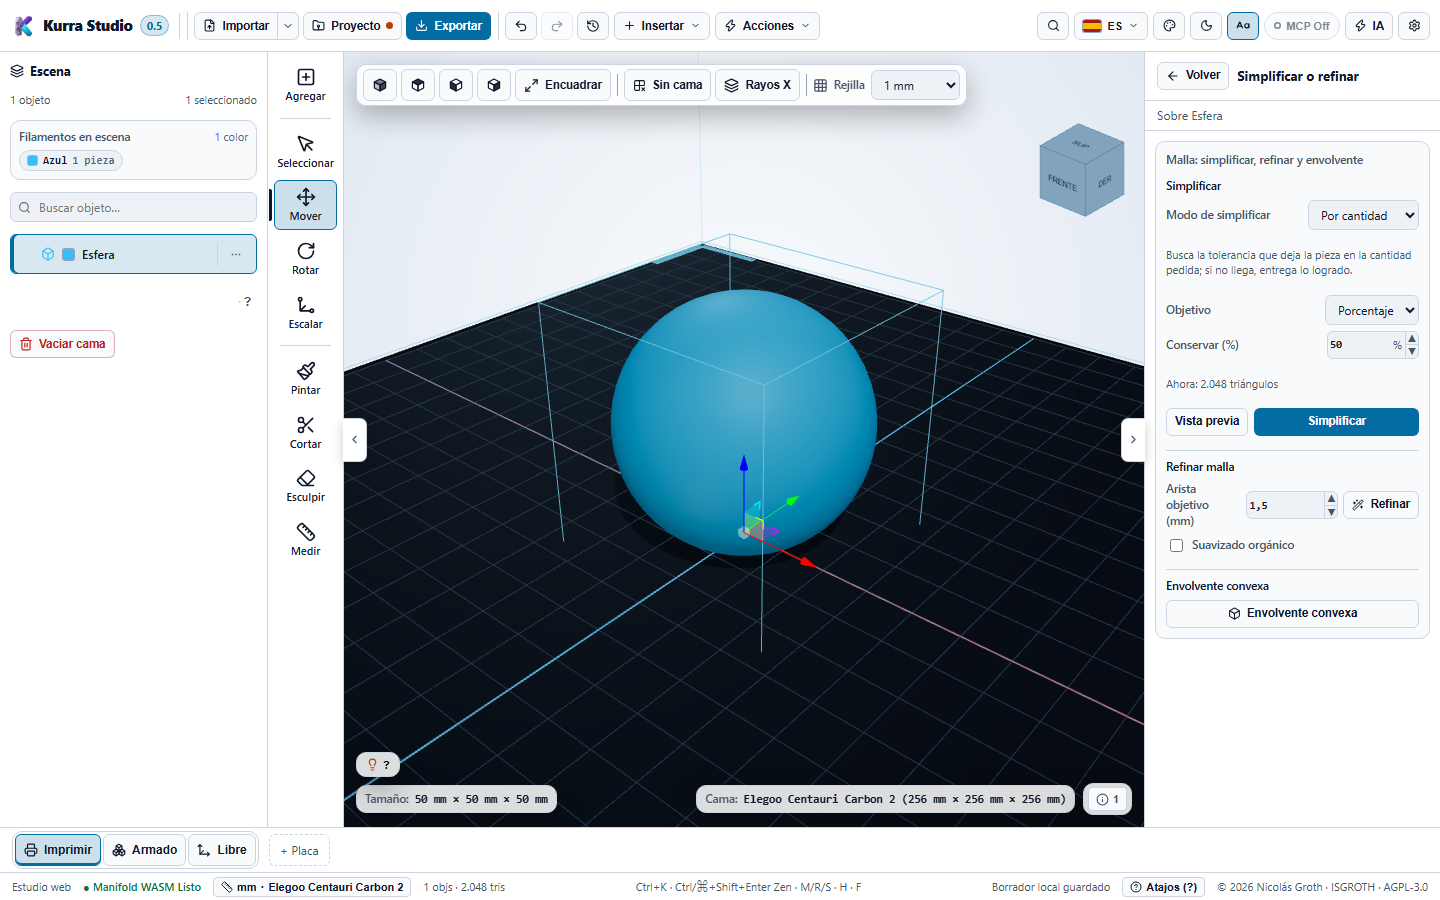 Kurra Studio 0.5
Importar
Proyecto
Exportar
Insertar
Acciones
ES
Aa
MCP Off
IA
Escena
1 objeto 1 seleccionado
Filamentos en escena 1 color
Azul 1 pieza
Buscar objeto...
Esfera ...
?
Vaciar cama
Agregar
Seleccionar
Mover
Rotar
Escalar
Pintar
Cortar
Esculpir
Medir
Encuadrar
Sin cama
Rayos X
Rejilla
1 mm
SUP
FRENTE
DER
?
Tamaño: 50 mm × 50 mm × 50 mm
Cama: Elegoo Centauri Carbon 2 (256 mm × 256 mm × 256 mm)
1
Volver
Simplificar o refinar
Sobre Esfera
Malla: simplificar, refinar y envolvente
Simplificar
Modo de simplificar Por cantidad
Busca la tolerancia que deja la pieza en la cantidad
pedida; si no llega, entrega lo logrado.
Objetivo Porcentaje
Conservar (%) 50 %
Ahora: 2.048 triángulos
Vista previa Simplificar
Refinar malla
Arista
objetivo
(mm)
1,5
Refinar
Suavizado orgánico
Envolvente convexa
Envolvente convexa
Imprimir
Armado
Libre
+ Placa
Estudio web
● Manifold WASM Listo
mm · Elegoo Centauri Carbon 2
1 objs · 2.048 tris
Ctrl+K · Ctrl/⌘+Shift+Enter Zen · M/R/S · H · F
Borrador local guardado
Atajos (?)
© 2026 Nicolás Groth · ISGROTH · AGPL-3.0